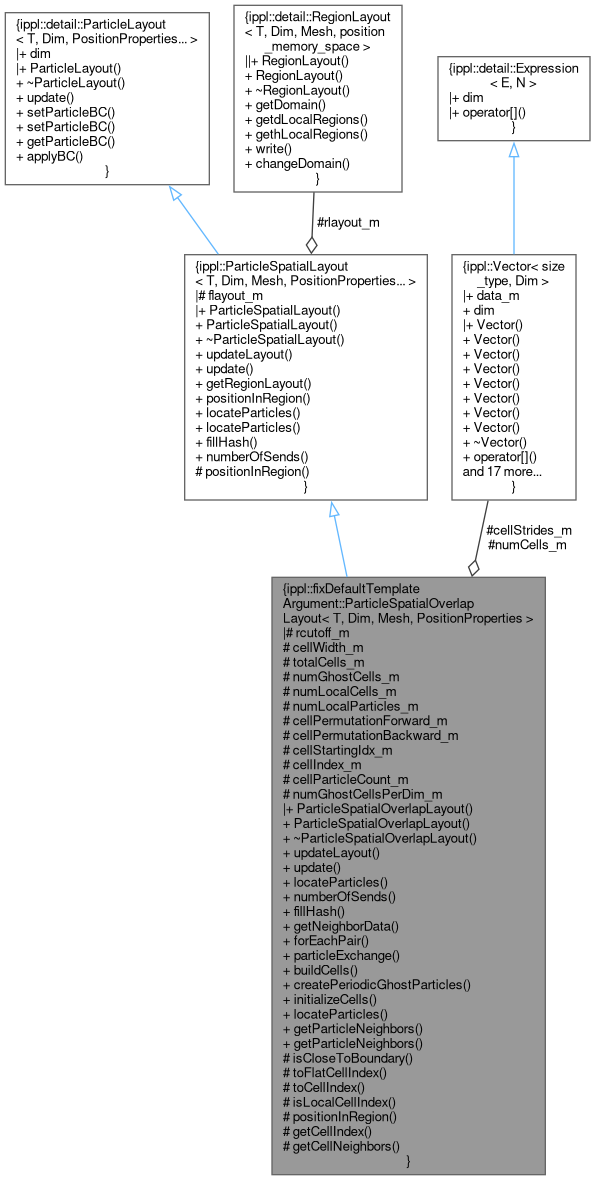 {ippl::detail::ParticleLayout
< T, Dim, PositionProperties... >
|+ dim
|+ ParticleLayout()
+ ~ParticleLayout()
+ update()
+ setParticleBC()
+ setParticleBC()
+ getParticleBC()
+ applyBC()
}
{ippl::detail::RegionLayout
< T, Dim, Mesh, position
_memory_space >
||+ RegionLayout()
+ RegionLayout()
+ ~RegionLayout()
+ getDomain()
+ getdLocalRegions()
+ gethLocalRegions()
+ write()
+ changeDomain()
}
{ippl::detail::Expression
< E, N >
|+ dim
|+ operator[]()
}
#rlayout_m
{ippl::ParticleSpatialLayout
< T, Dim, Mesh, PositionProperties... >
|# flayout_m
|+ ParticleSpatialLayout()
+ ParticleSpatialLayout()
+ ~ParticleSpatialLayout()
+ updateLayout()
+ update()
+ getRegionLayout()
+ positionInRegion()
+ locateParticles()
+ locateParticles()
+ fillHash()
+ numberOfSends()
# positionInRegion()
}
{ippl::Vector< size
_type, Dim >
|+ data_m
+ dim
|+ Vector()
+ Vector()
+ Vector()
+ Vector()
+ Vector()
+ Vector()
+ Vector()
+ Vector()
+ ~Vector()
+ operator[]()
and 17 more...
}
#cellStrides_m
#numCells_m
{ippl::fixDefaultTemplate
Argument::ParticleSpatialOverlap
Layout< T, Dim, Mesh, PositionProperties >
|# rcutoff_m
# cellWidth_m
# totalCells_m
# numGhostCells_m
# numLocalCells_m
# numLocalParticles_m
# cellPermutationForward_m
# cellPermutationBackward_m
# cellStartingIdx_m
# cellIndex_m
# cellParticleCount_m
# numGhostCellsPerDim_m
|+ ParticleSpatialOverlapLayout()
+ ParticleSpatialOverlapLayout()
+ ~ParticleSpatialOverlapLayout()
+ updateLayout()
+ update()
+ locateParticles()
+ numberOfSends()
+ fillHash()
+ getNeighborData()
+ forEachPair()
+ particleExchange()
+ buildCells()
+ createPeriodicGhostParticles()
+ initializeCells()
+ locateParticles()
+ getParticleNeighbors()
+ getParticleNeighbors()
# isCloseToBoundary()
# toFlatCellIndex()
# toCellIndex()
# isLocalCellIndex()
# positionInRegion()
# getCellIndex()
# getCellNeighbors()
}